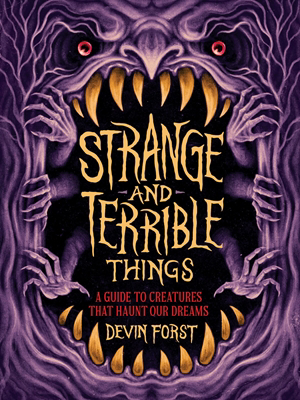 STRANGE
AND
TERRIBLE
THINGS
A GUIDE TO CREATURES
THAT HAUNT OUR DREAMS
DEVIN FORST